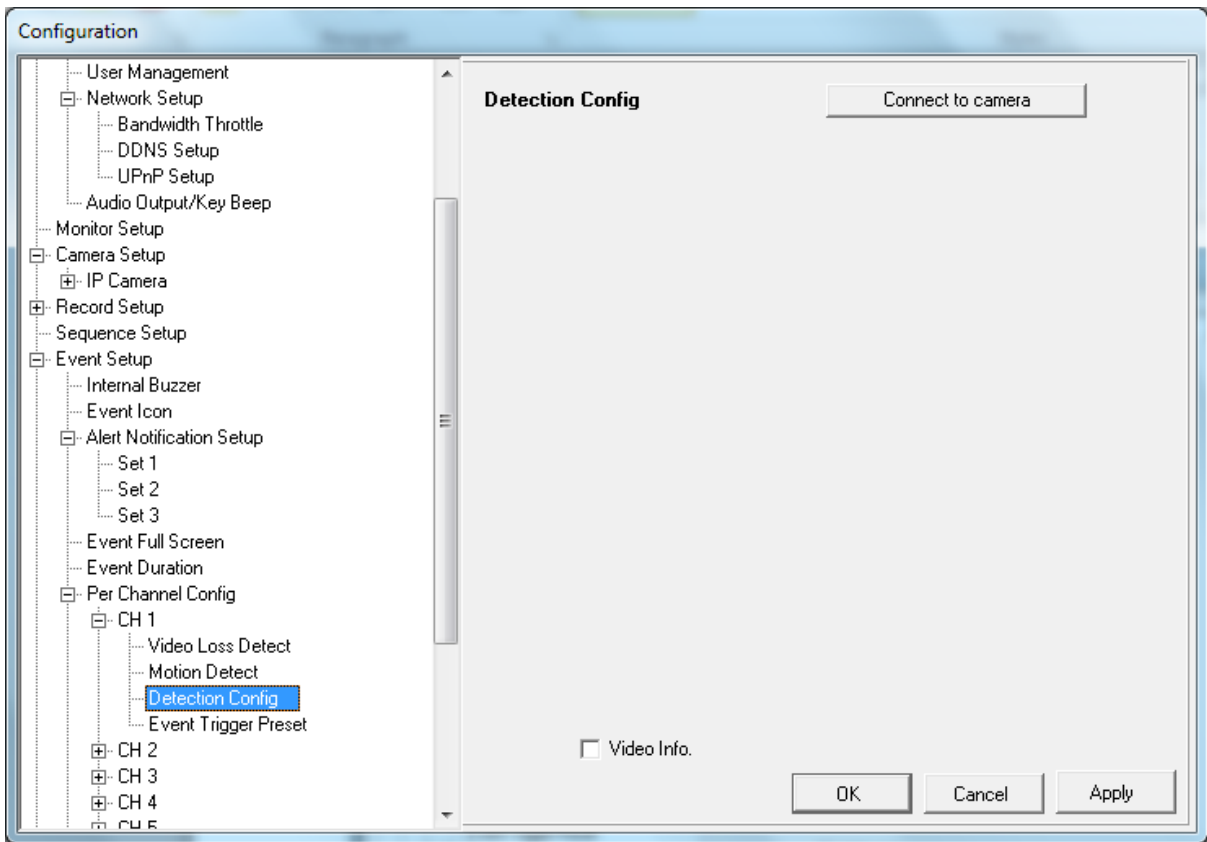 Configuration
User Management
Network Setup
Bandwidth Throttle
DDNS Setup
UPnP Setup
Audio Output/Key Beep
Monitor Setup
Camera Setup
IP Camera
Record Setup
Sequence Setup
Event Setup
Internal Buzzer
Event Icon
Alert Notification Setup
Set 1
Set 2
Set 3
Event Full Screen
Event Duration
Per Channel Config
CH 1
Video Loss Detect
Motion Detect
Detection Config
Event Trigger Preset
CH 2
CH 3
CH 4
CH 5
Detection Config
Connect to camera
Video Info.
OK
Cancel
Apply